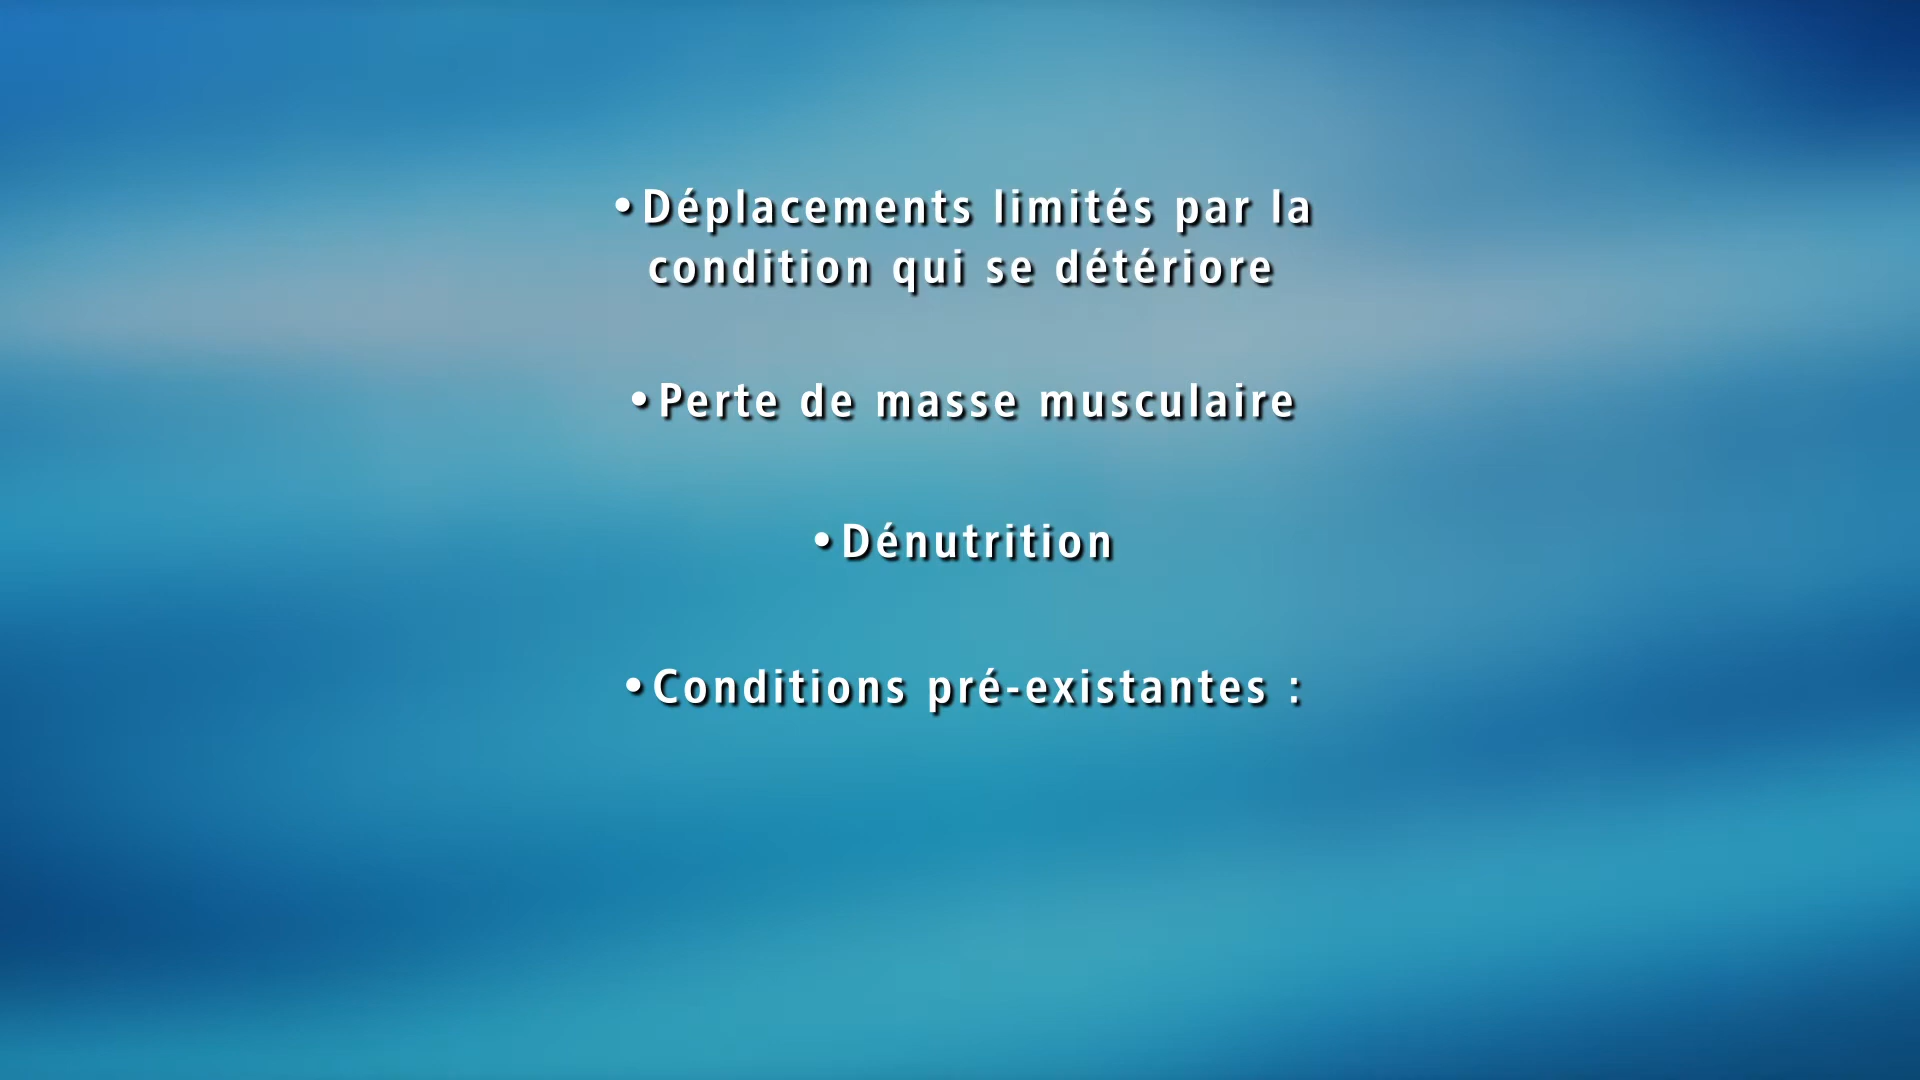 •Déplacements limités par la
condition qui se détériore
•Perte de masse musculaire
•Dénutrition
•Conditions pré-existantes :